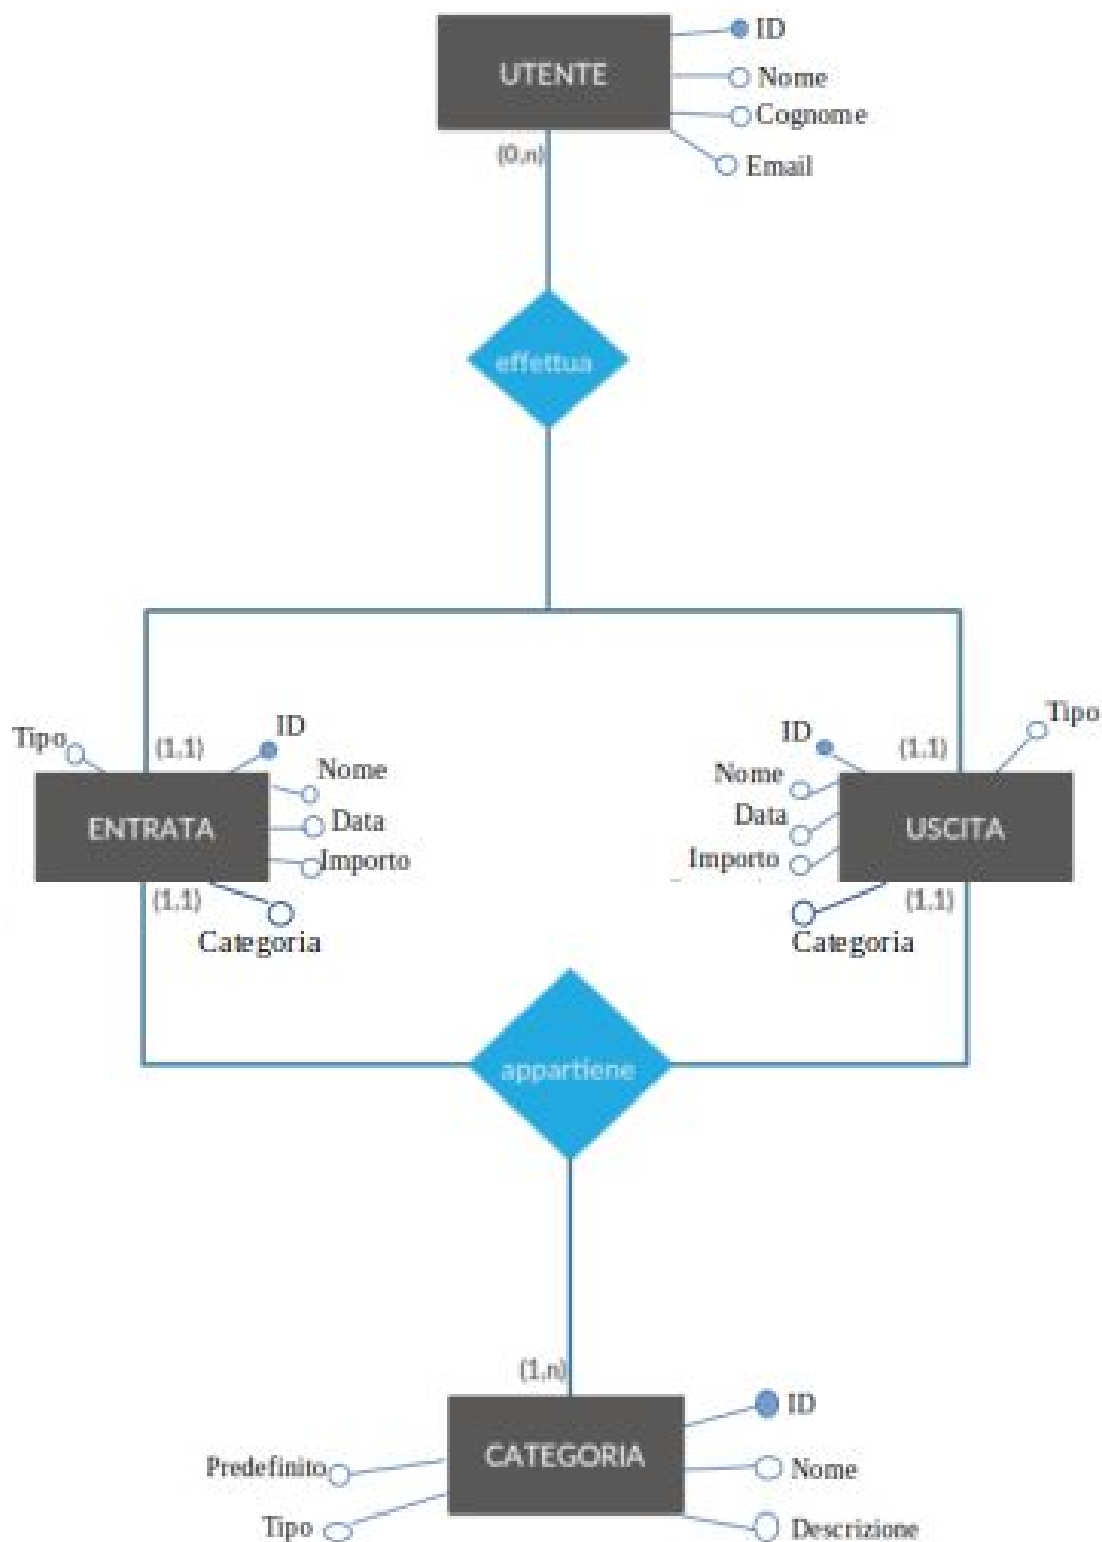 UTENTE
ID
Nome
Cognome
Email
(0,n)
effettua
Tipo
(1,1)
ID
Nome
Data
Importo
ENTRATA
(1,1)
Categoria
ID
(1,1)
Tipo
Nome
Data
Importo
USCITA
(1,1)
Categoria
appartiene
(1,n)
CATEGORIA
ID
Nome
Descrizione
Predefinito
Tipo